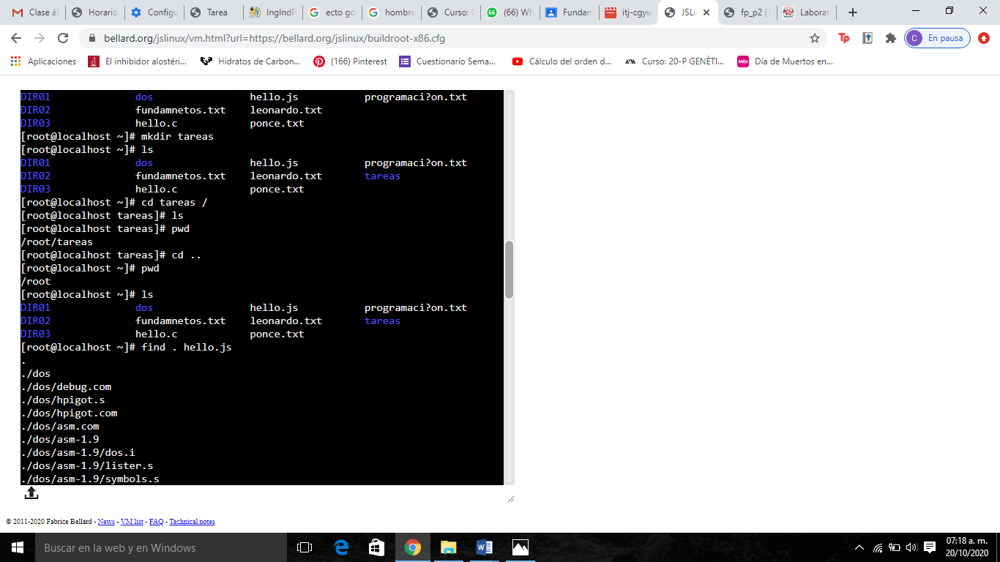 Clase ál
Horario
Configu
Tarea
IngIndP
ecto go
hombre
Curso: C
(66) Wh
Fundam
itj-cgyw
JSLi
fp_p2 (1
Laborat
bellard.org/jslinux/vm.html?url=https://bellard.org/jslinux/buildroot-x86.cfg
C En pausa
Aplicaciones
El inhibidor alostéri...
Hidratos de Carbon...
(166) Pinterest
Cuestionario Sema...
Cálculo del orden d...
Curso: 20-P GENÉTI...
Día de Muertos en...
DIR01 dos hello.js programaci?on.txt
DIR02 fundamnetos.txt leonardo.txt
DIR03 hello.c ponce.txt
[root@localhost ~]# mkdir tareas
[root@localhost ~]# ls
DIR01 dos hello.js programaci?on.txt
DIR02 fundamnetos.txt leonardo.txt tareas
DIR03 hello.c ponce.txt
[root@localhost ~]# cd tareas /
[root@localhost tareas]# ls
[root@localhost tareas]# pwd
/root/tareas
[root@localhost tareas]# cd ..
[root@localhost ~]# pwd
/root
[root@localhost ~]# ls
DIR01 dos hello.js programaci?on.txt
DIR02 fundamnetos.txt leonardo.txt tareas
DIR03 hello.c ponce.txt
[root@localhost ~]# find . hello.js
.
./dos
./dos/debug.com
./dos/hpigot.s
./dos/hpigot.com
./dos/asm.com
./dos/asm-1.9
./dos/asm-1.9/dos.i
./dos/asm-1.9/lister.s
./dos/asm-1.9/symbols.s
© 2011-2020 Fabrice Bellard - News - VM list - FAQ - Technical notes
Buscar en la web y en Windows
07:18 a. m.
20/10/2020